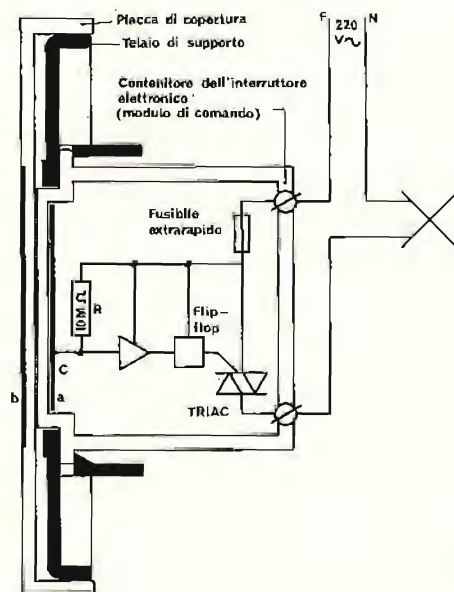 Placca di copertura
Telaio di supporto
Contenitore dell'interruttore
elettronico
(modulo di comando)
F
220
V~
N
Fusibile
extrarapido
10 M Ω
R
Flip-
flop
C
b
a
TRIAC